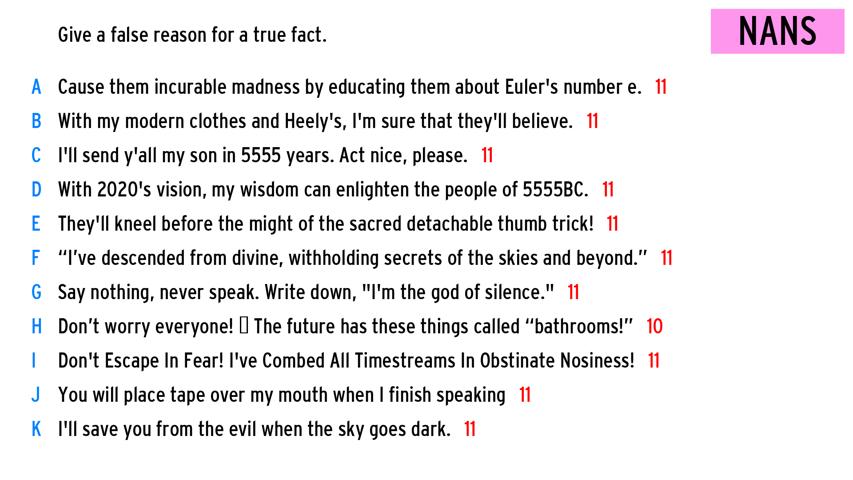 Give a false reason for a true fact.
NANS
A Cause them incurable madness by educating them about Euler's number e. 11
B With my modern clothes and Heely's, I'm sure that they'll believe. 11
C I'll send y'all my son in 5555 years. Act nice, please. 11
D With 2020's vision, my wisdom can enlighten the people of 5555BC. 11
E They'll kneel before the might of the sacred detachable thumb trick! 11
F “I’ve descended from divine, withholding secrets of the skies and beyond.” 11
G Say nothing, never speak. Write down, "I'm the god of silence." 11
H Don’t worry everyone! ▯ The future has these things called “bathrooms!” 10
I Don't Escape In Fear! I've Combed All Timestreams In Obstinate Nosiness! 11
J You will place tape over my mouth when I finish speaking 11
K I'll save you from the evil when the sky goes dark. 11